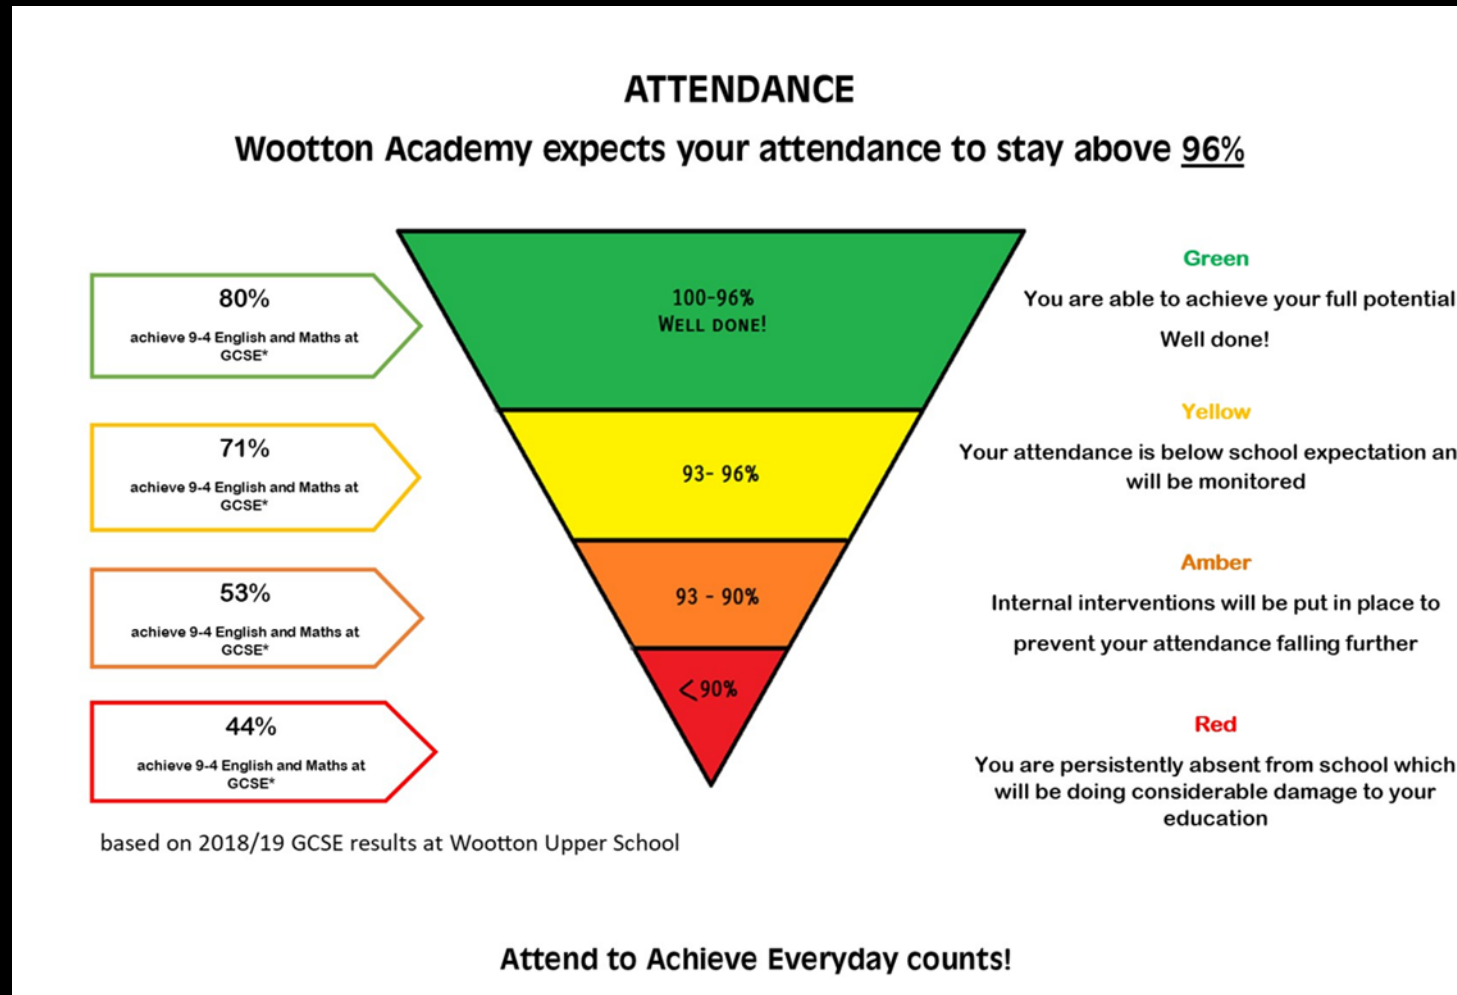 ATTENDANCE
Wootton Academy expects your attendance to stay above 96%
80%
achieve 9-4 English and Maths at
GCSE*
100-96%
WELL DONE!
Green
You are able to achieve your full potential
Well done!
71%
achieve 9-4 English and Maths at
GCSE*
93- 96%
Yellow
Your attendance is below school expectation an
will be monitored
53%
achieve 9-4 English and Maths at
GCSE*
93 - 90%
Amber
Internal interventions will be put in place to
prevent your attendance falling further
44%
achieve 9-4 English and Maths at
GCSE*
<90%
Red
You are persistently absent from school which
will be doing considerable damage to your
education
based on 2018/19 GCSE results at Wootton Upper School
Attend to Achieve Everyday counts!